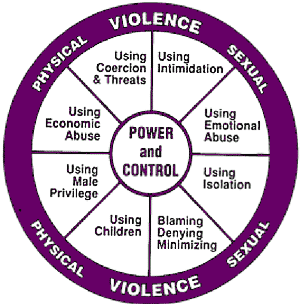 PHYSICAL VIOLENCE SEXUAL
Using
Coercion
& Threats
Using
Intimidation
Using
Economic
Abuse
Using
Emotional
Abuse
POWER
and
CONTROL
Using
Male
Privilege
Using
Isolation
Using
Children
Blaming
Denying
Minimizing
PHYSICAL VIOLENCE SEXUAL